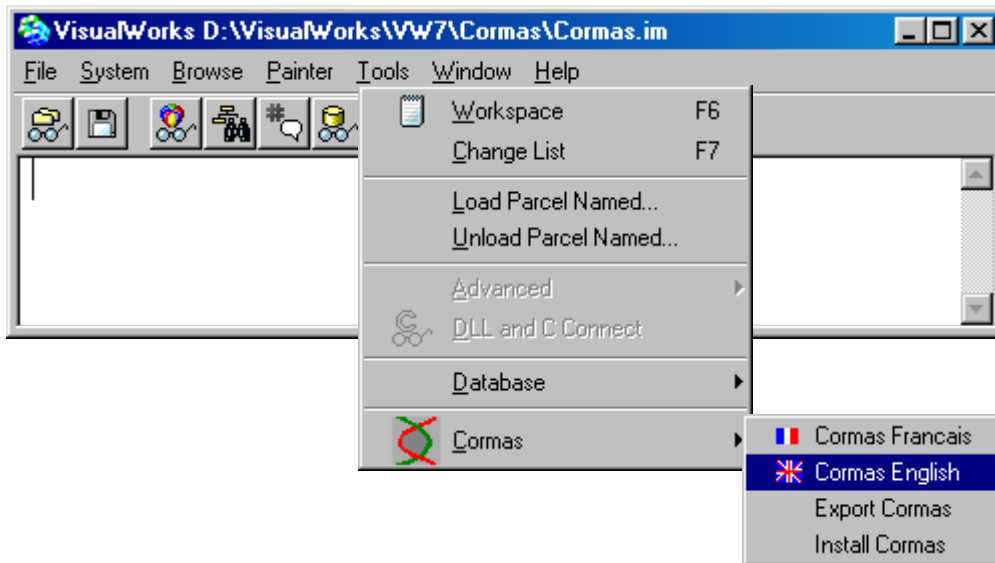 VisualWorks D:\VisualWorks\VW7\Cormas\Cormas.im
File System Browse Painter Tools Window Help
Workspace F6
Change List F7
Load Parcel Named...
Unload Parcel Named...
Advanced
DLL and C Connect
Database
Cormas
Cormas Francais
Cormas English
Export Cormas
Install Cormas